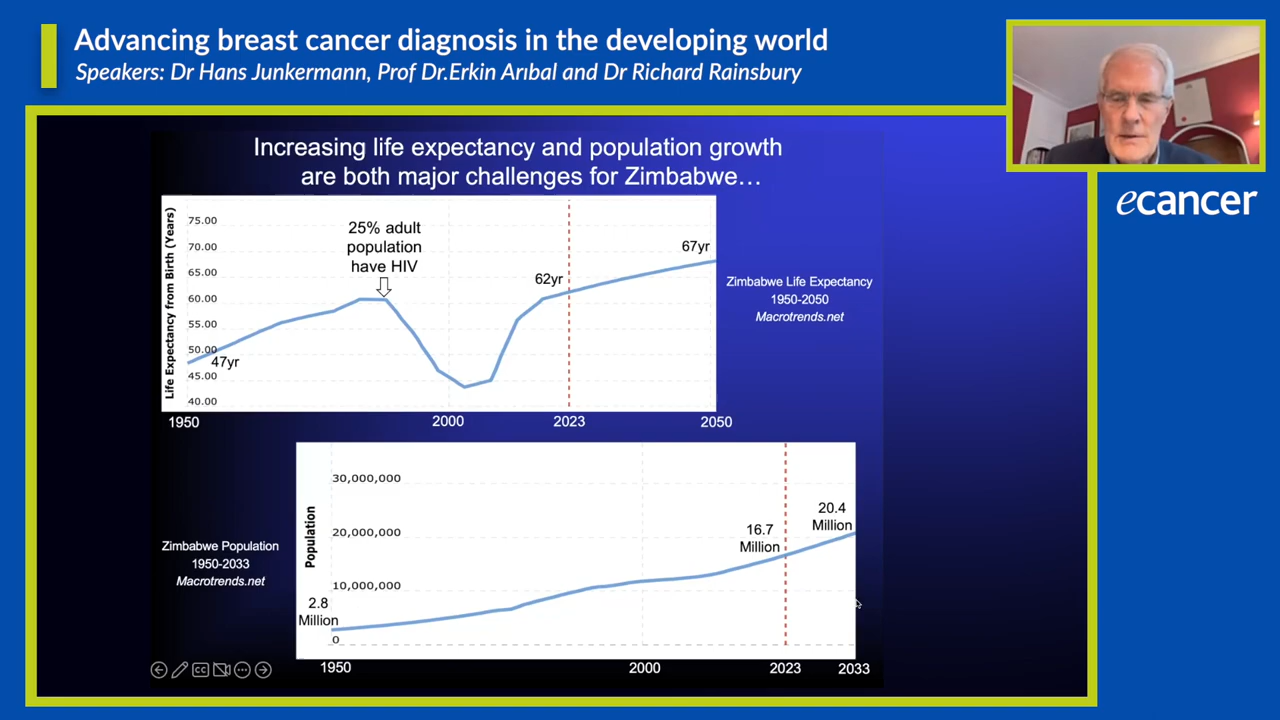 Advancing breast cancer diagnosis in the developing world
Speakers: Dr Hans Junkermann, Prof Dr.Erkin Arıbal and Dr Richard Rainsbury
ecancer
Increasing life expectancy and population growth
are both major challenges for Zimbabwe…
Life Expectancy from Birth (Years)
75.00
70.00
65.00
60.00
55.00
50.00
45.00
40.00
25% adult
population
have HIV
47yr
62yr
67yr
1950
2000
2023
2050
Zimbabwe Life Expectancy
1950-2050
Macrotrends.net
Zimbabwe Population
1950-2033
Macrotrends.net
Population
30,000,000
20,000,000
10,000,000
0
2.8
Million
16.7
Million
20.4
Million
1950
2000
2023
2033
CC